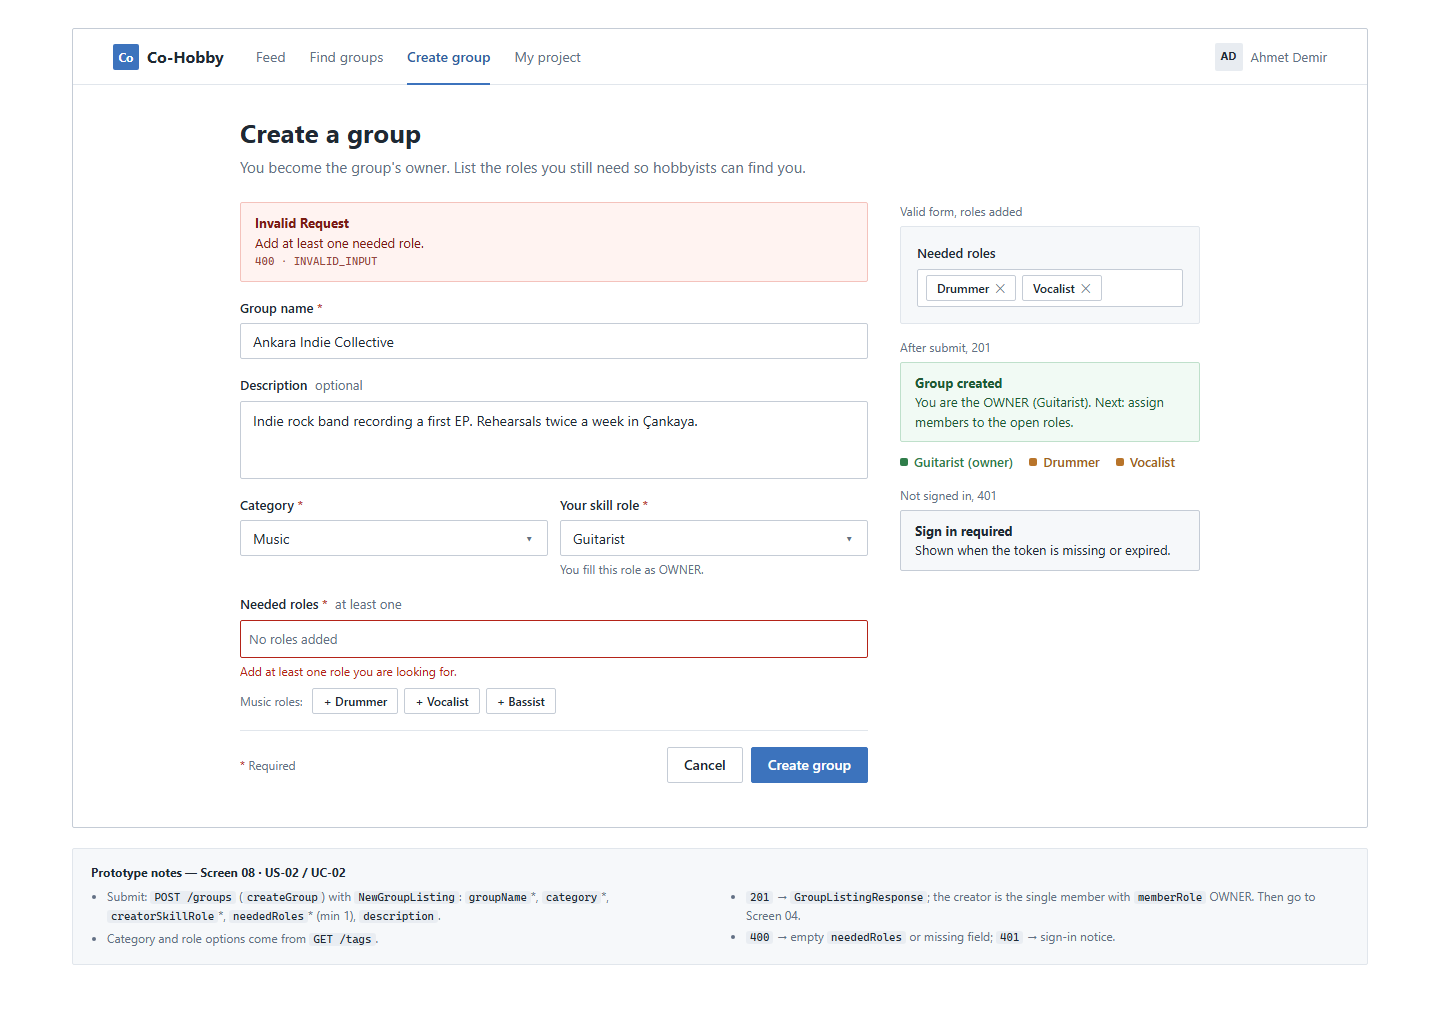 Co Co-Hobby Feed Find groups Create group My project AD Ahmet Demir
Create a group
You become the group's owner. List the roles you still need so hobbyists can find you.
Invalid Request
Add at least one needed role.
400 · INVALID_INPUT
Group name *
Ankara Indie Collective
Description optional
Indie rock band recording a first EP. Rehearsals twice a week in Çankaya.
Category *
Music ▾
Your skill role *
Guitarist ▾
You fill this role as OWNER.
Needed roles * at least one
No roles added
Add at least one role you are looking for.
Music roles: + Drummer + Vocalist + Bassist
* Required Cancel Create group
Valid form, roles added
Needed roles
Drummer × Vocalist ×
After submit, 201
Group created
You are the OWNER (Guitarist). Next: assign
members to the open roles.
Guitarist (owner) Drummer Vocalist
Not signed in, 401
Sign in required
Shown when the token is missing or expired.
Prototype notes — Screen 08 · US-02 / UC-02
• Submit: POST /groups (createGroup) with NewGroupListing: groupName *, category *,
creatorSkillRole *, neededRoles * (min 1), description.
• Category and role options come from GET /tags.
• 201 → GroupListingResponse; the creator is the single member with memberRole OWNER. Then go to
Screen 04.
• 400 → empty neededRoles or missing field; 401 → sign-in notice.